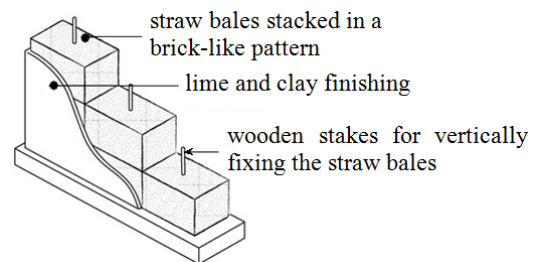 straw bales stacked in a
brick-like pattern
lime and clay finishing
wooden stakes for vertically
fixing the straw bales